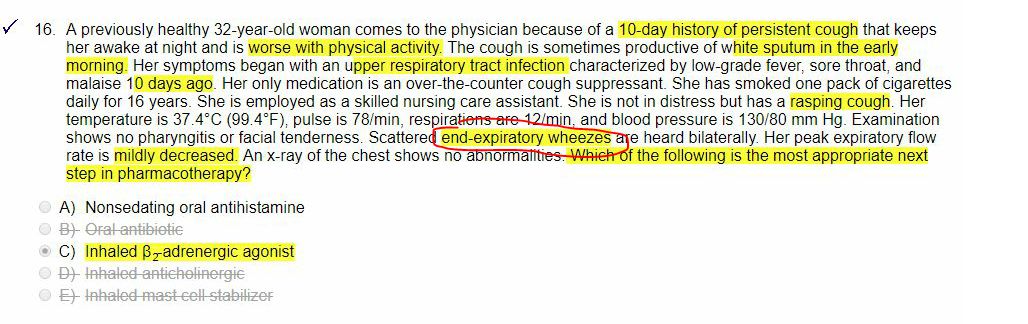 16. A previously healthy 32-year-old woman comes to the physician because of a 10-day history of persistent cough that keeps
her awake at night and is worse with physical activity. The cough is sometimes productive of white sputum in the early
morning. Her symptoms began with an upper respiratory tract infection characterized by low-grade fever, sore throat, and
malaise 10 days ago. Her only medication is an over-the-counter cough suppressant. She has smoked one pack of cigarettes
daily for 16 years. She is employed as a skilled nursing care assistant. She is not in distress but has a rasping cough. Her
temperature is 37.4°C (99.4°F), pulse is 78/min, respirations are 12/min, and blood pressure is 130/80 mm Hg. Examination
shows no pharyngitis or facial tenderness. Scattered end-expiratory wheezes are heard bilaterally. Her peak expiratory flow
rate is mildly decreased. An x-ray of the chest shows no abnormalities. Which of the following is the most appropriate next
step in pharmacotherapy?
A) Nonsedating oral antihistamine
B) Oral antibiotic
C) Inhaled β₂-adrenergic agonist
D) Inhaled anticholinergic
E) Inhaled mast cell stabilizer